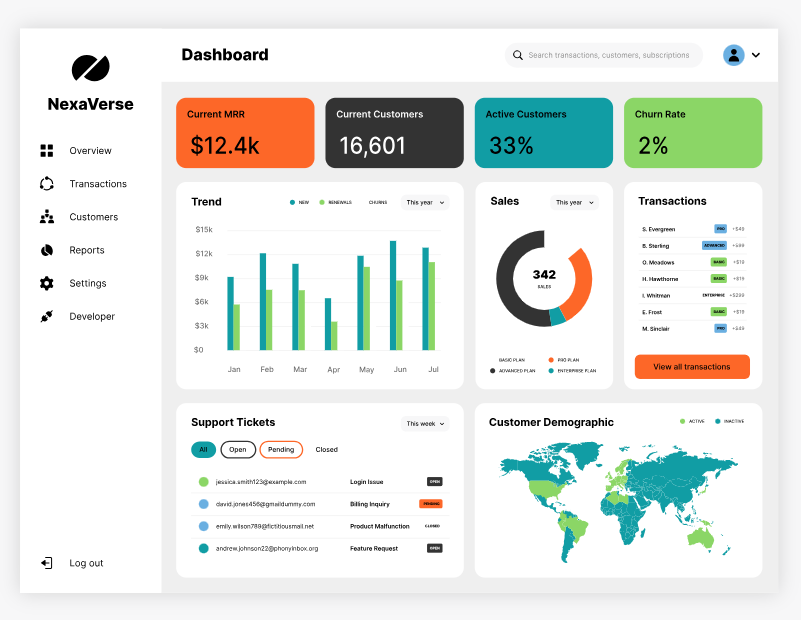 NexaVerse
Overview
Transactions
Customers
Reports
Settings
Developer
Log out
Dashboard
Search transactions, customers, subscriptions
Current MRR
$12.4k
Current Customers
16,601
Active Customers
33%
Churn Rate
2%
Trend
NEW RENEWALS CHURNS This year
$15k
$12k
$9k
$6k
$3k
$0
Jan Feb Mar Apr May Jun Jul
Sales This year
342
SALES
BASIC PLAN PRO PLAN
ADVANCED PLAN ENTERPRISE PLAN
Transactions
S. Evergreen PRO +$49
B. Sterling ADVANCED +$99
O. Meadows BASIC +$19
H. Hawthorne BASIC +$19
I. Whitman ENTERPRISE +$299
E. Frost BASIC +$19
M. Sinclair PRO +$49
View all transactions
Support Tickets This week
All Open Pending Closed
jessica.smith123@example.com Login Issue OPEN
david.jones456@gmaildummy.com Billing Inquiry PENDING
emily.wilson789@fictitiousmail.net Product Malfunction CLOSED
andrew.johnson22@phonyinbox.org Feature Request OPEN
Customer Demographic ACTIVE INACTIVE